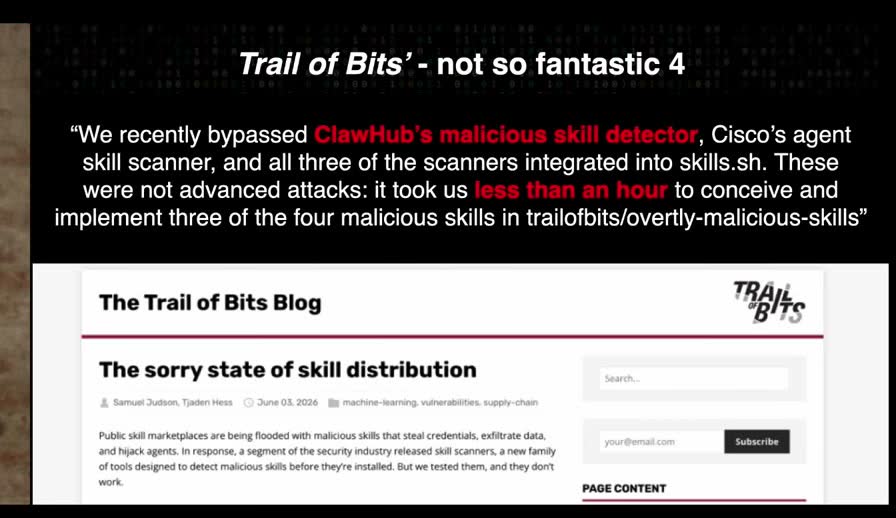 Trail of Bits’ - not so fantastic 4
“We recently bypassed ClawHub’s malicious skill detector, Cisco’s agent
skill scanner, and all three of the scanners integrated into skills.sh. These
were not advanced attacks: it took us less than an hour to conceive and
implement three of the four malicious skills in trailofbits/overtly-malicious-skills”
The Trail of Bits Blog
TRAIL
OF
BITS
The sorry state of skill distribution
Samuel Judson, Tjaden Hess June 03, 2026 machine-learning, vulnerabilities, supply-chain
Public skill marketplaces are being flooded with malicious skills that steal credentials, exfiltrate data,
and hijack agents. In response, a segment of the security industry released skill scanners, a new family
of tools designed to detect malicious skills before they’re installed. But we tested them, and they don’t
work.
Search...
your@email.com Subscribe
PAGE CONTENT